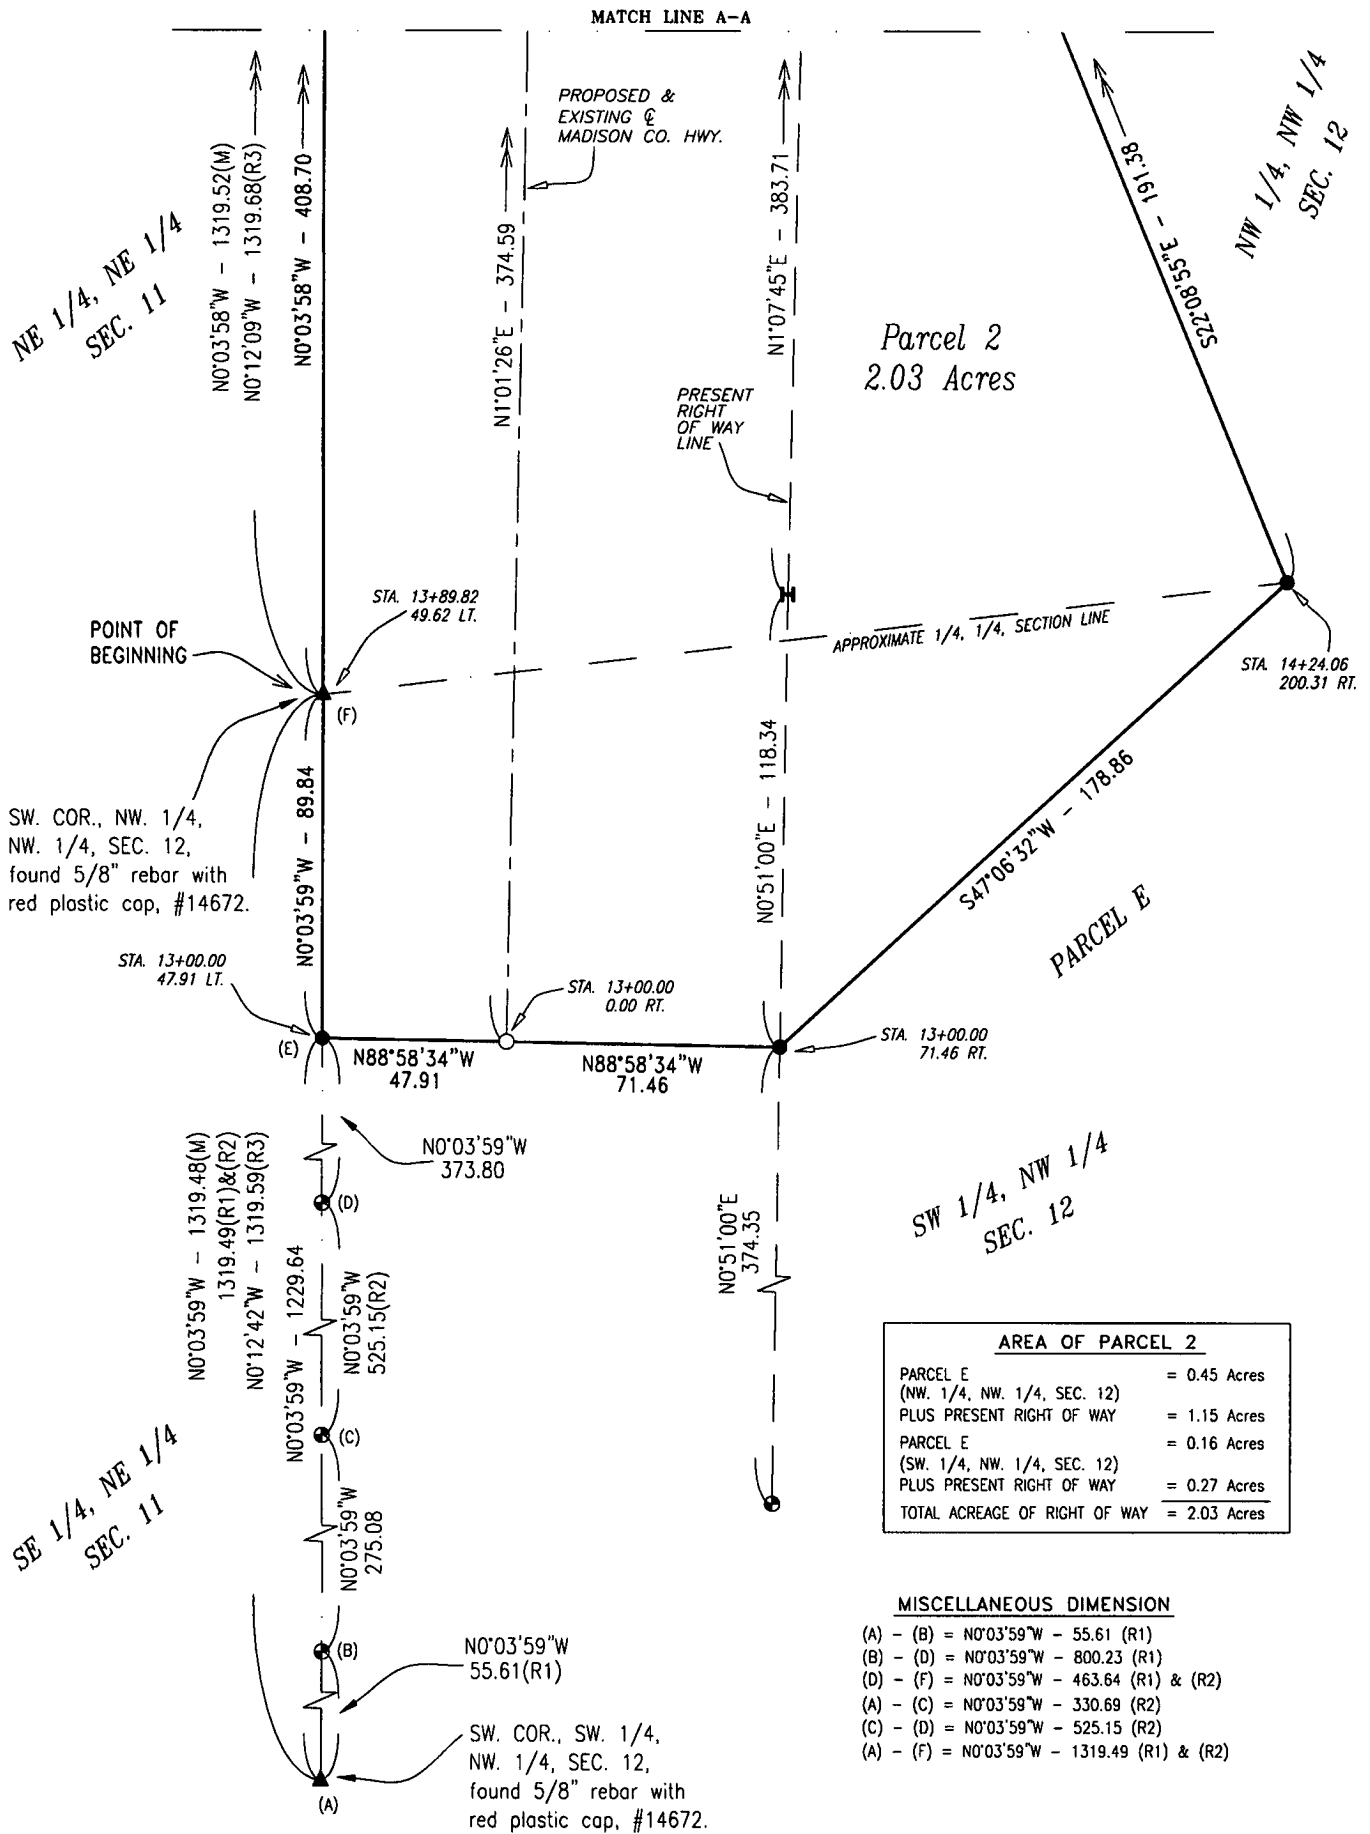 MATCH LINE A-A
PROPOSED &
EXISTING ℄
MADISON CO. HWY.
N0°03'58"W - 1319.52(M)
N0°12'09"W - 1319.68(R3)
N0°03'58"W - 408.70
N1°01'26"E - 374.59
N1°07'45"E - 383.71
S22°08'55"E - 191.38
NW 1/4, NW 1/4
SEC. 12
NE 1/4, NE 1/4
SEC. 11
Parcel 2
2.03 Acres
PRESENT
RIGHT
OF WAY
LINE
STA. 13+89.82
49.62 LT.
POINT OF
BEGINNING
APPROXIMATE 1/4, 1/4, SECTION LINE
STA. 14+24.06
200.31 RT.
(F)
N0°03'59"W - 89.84
N0°51'00"E - 118.34
S47°06'32"W - 178.86
SW. COR., NW. 1/4,
NW. 1/4, SEC. 12,
found 5/8" rebar with
red plastic cap, #14672.
PARCEL E
STA. 13+00.00
47.91 LT.
STA. 13+00.00
0.00 RT.
STA. 13+00.00
71.46 RT.
(E)
N88°58'34"W
47.91
N88°58'34"W
71.46
N0°03'59"W
373.80
N0°03'59"W - 1319.48(M)
1319.49(R1)&(R2)
N0°12'42"W - 1319.59(R3)
N0°03'59"W - 1229.64
(D)
N0°03'59"W
525.15(R2)
N0°51'00"E
374.35
SW 1/4, NW 1/4
SEC. 12
(C)
SE 1/4, NE 1/4
SEC. 11
N0°03'59"W
275.08
AREA OF PARCEL 2
PARCEL E = 0.45 Acres
(NW. 1/4, NW. 1/4, SEC. 12)
PLUS PRESENT RIGHT OF WAY = 1.15 Acres
PARCEL E = 0.16 Acres
(SW. 1/4, NW. 1/4, SEC. 12)
PLUS PRESENT RIGHT OF WAY = 0.27 Acres
TOTAL ACREAGE OF RIGHT OF WAY = 2.03 Acres
(B)
N0°03'59"W
55.61(R1)
MISCELLANEOUS DIMENSION
(A) - (B) = N0°03'59"W - 55.61 (R1)
(B) - (D) = N0°03'59"W - 800.23 (R1)
(D) - (F) = N0°03'59"W - 463.64 (R1) & (R2)
(A) - (C) = N0°03'59"W - 330.69 (R2)
(C) - (D) = N0°03'59"W - 525.15 (R2)
(A) - (F) = N0°03'59"W - 1319.49 (R1) & (R2)
SW. COR., SW. 1/4,
NW. 1/4, SEC. 12,
found 5/8" rebar with
red plastic cap, #14672.
(A)